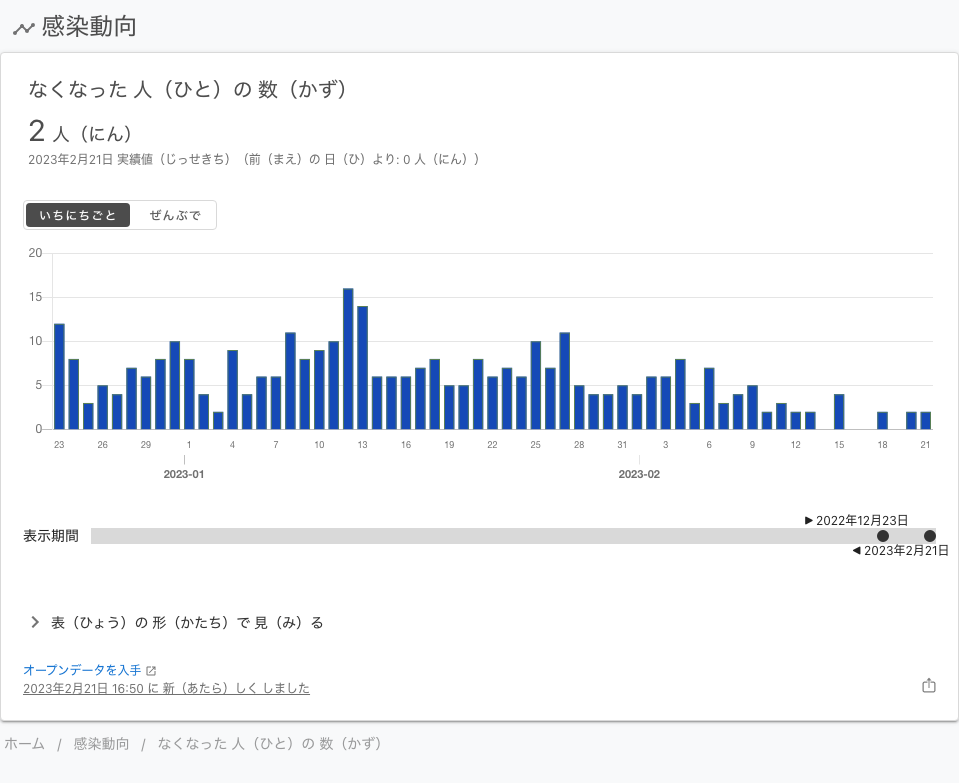 感染動向
なくなった 人（ひと）の 数（かず）
2 人（にん）
2023年2月21日 実績値（じっせきち）（前（まえ）の 日（ひ）より: 0 人（にん））
いちにちごと ぜんぶで
20
15
10
5
0
23 26 29 1 4 7 10 13 16 19 22 25 28 31 3 6 9 12 15 18 21
2023-01 2023-02
▶ 2022年12月23日
表示期間
◀ 2023年2月21日
表（ひょう）の 形（かたち）で 見（み）る
オープンデータを入手
2023年2月21日 16:50 に 新（あたら）しく しました
ホーム / 感染動向 / なくなった 人（ひと）の 数（かず）